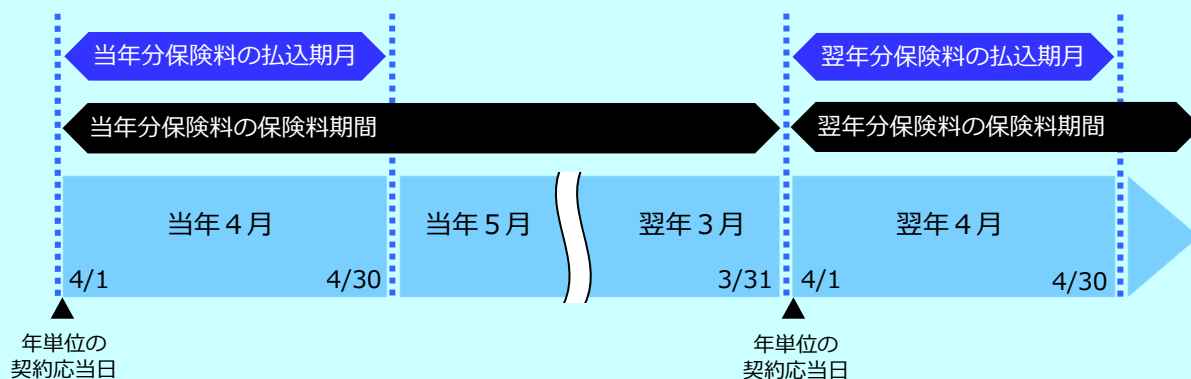 当年分保険料の払込期月
翌年分保険料の払込期月
当年分保険料の保険料期間
翌年分保険料の保険料期間
当年４月
当年５月
翌年３月
翌年４月
4/1
4/30
3/31
4/1
4/30
年単位の
契約応当日
年単位の
契約応当日